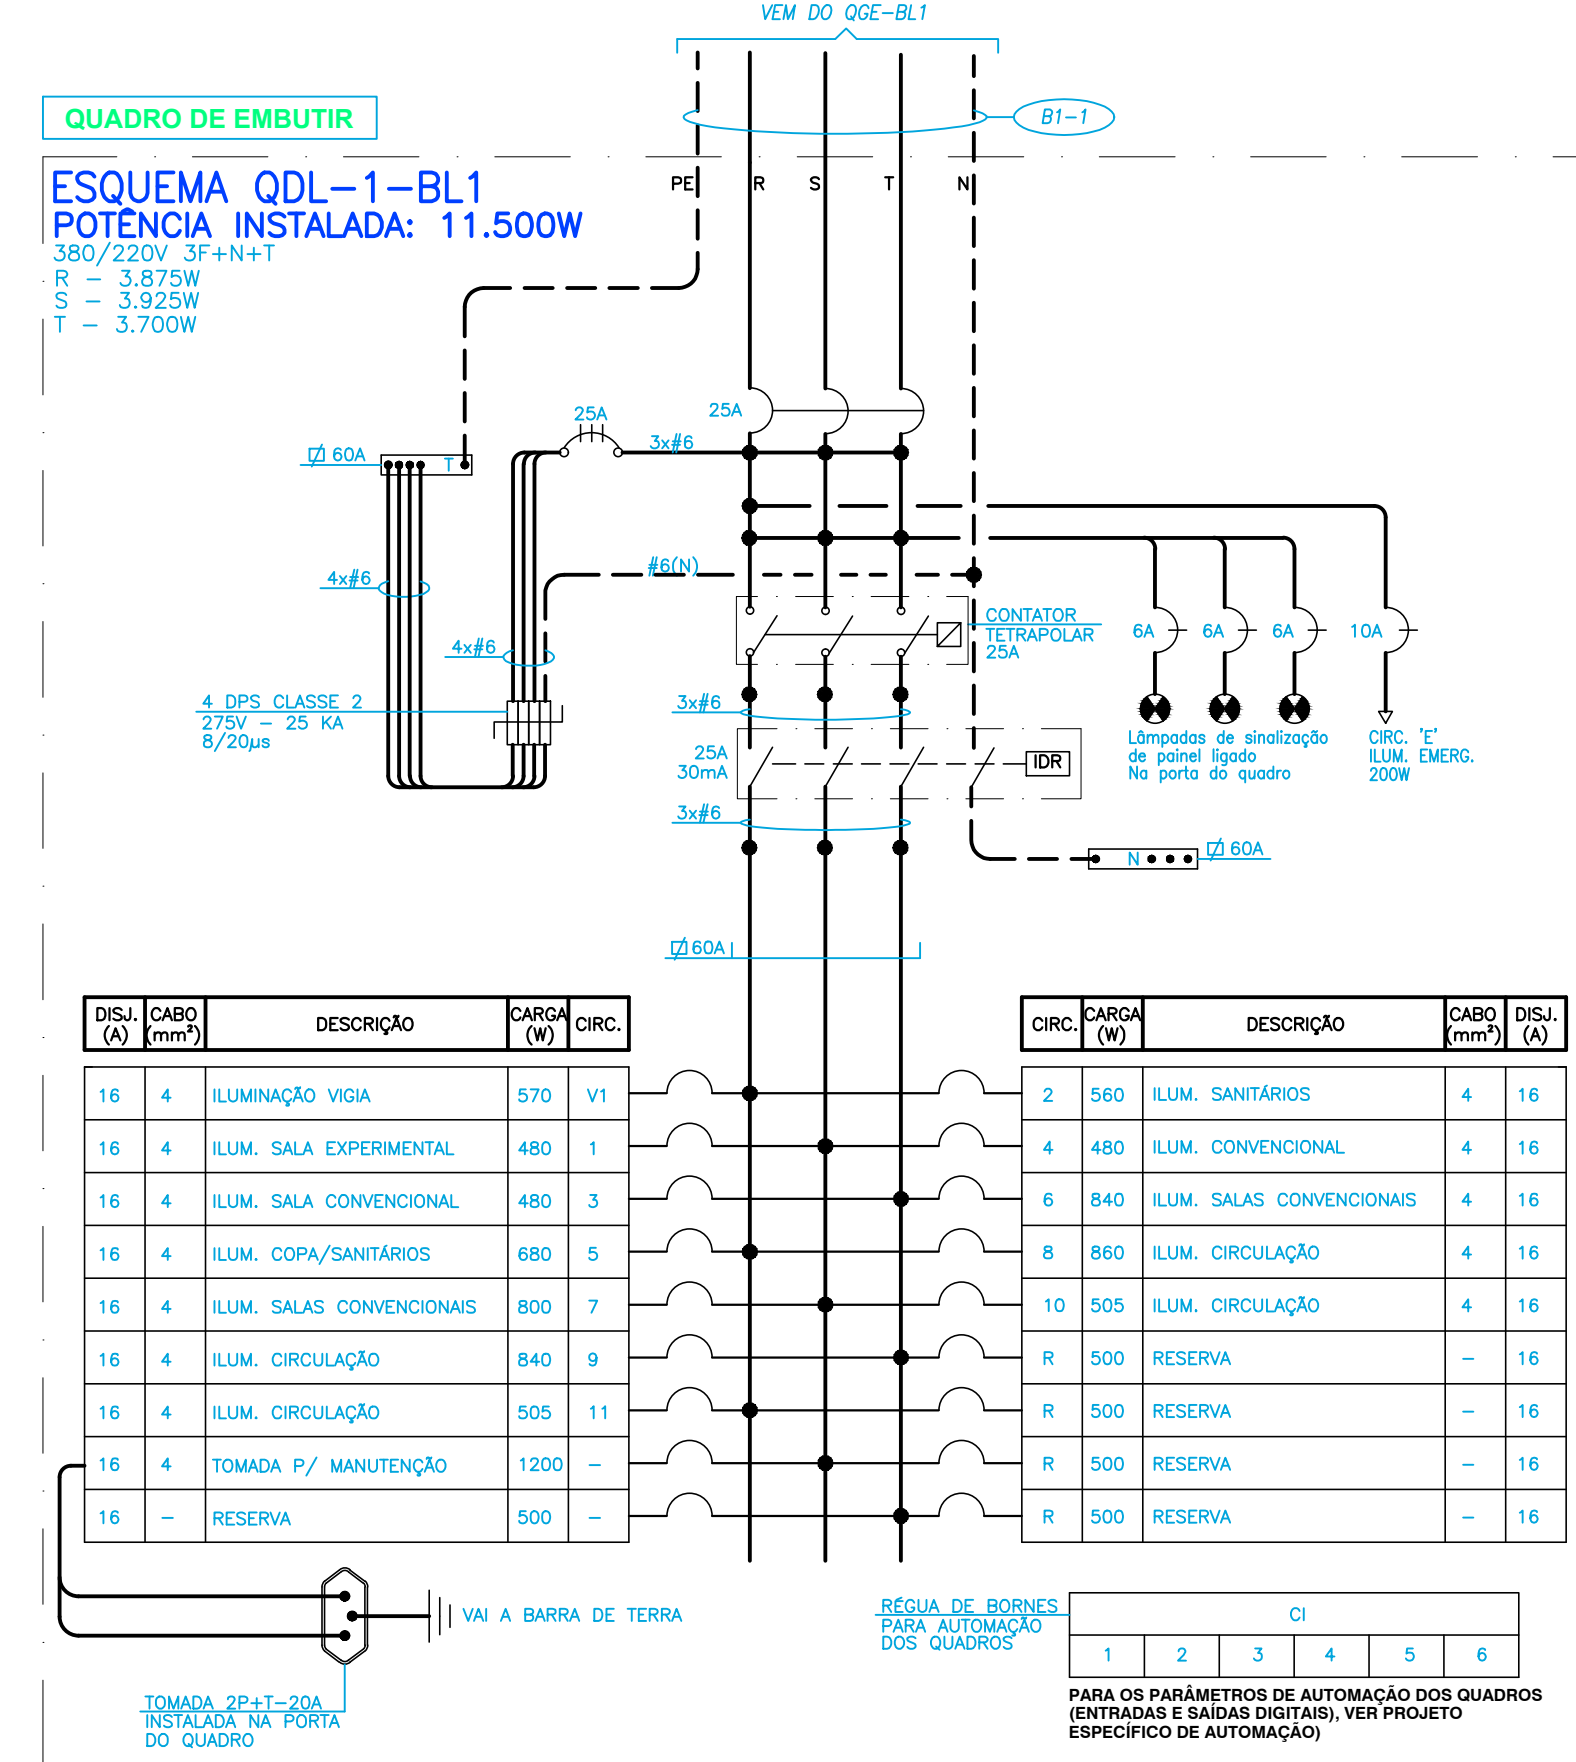 VEM DO QGE-BL1
QUADRO DE EMBUTIR
B1-1
ESQUEMA QDL-1-BL1
POTÊNCIA INSTALADA: 11.500W
380/220V 3F+N+T
R - 3.875W
S - 3.925W
T - 3.700W
PE R S T N
25A
25A
3x#6
60A
T
#6(N)
4x#6
4x#6
CONTATOR
TETRAPOLAR
25A
6A 6A 6A 10A
4 DPS CLASSE 2
275V - 25 KA
8/20µs
3x#6
Lâmpadas de sinalização
de painel ligado
Na porta do quadro
CIRC. 'E'
ILUM. EMERG.
200W
25A
30mA
IDR
3x#6
N
60A
60A
DISJ. (A) CABO (mm²) DESCRIÇÃO CARGA (W) CIRC.
16 4 ILUMINAÇÃO VIGIA 570 V1
16 4 ILUM. SALA EXPERIMENTAL 480 1
16 4 ILUM. SALA CONVENCIONAL 480 3
16 4 ILUM. COPA/SANITÁRIOS 680 5
16 4 ILUM. SALAS CONVENCIONAIS 800 7
16 4 ILUM. CIRCULAÇÃO 840 9
16 4 ILUM. CIRCULAÇÃO 505 11
16 4 TOMADA P/ MANUTENÇÃO 1200 -
16 - RESERVA 500 -
CIRC. CARGA (W) DESCRIÇÃO CABO (mm²) DISJ. (A)
2 560 ILUM. SANITÁRIOS 4 16
4 480 ILUM. CONVENCIONAL 4 16
6 840 ILUM. SALAS CONVENCIONAIS 4 16
8 860 ILUM. CIRCULAÇÃO 4 16
10 505 ILUM. CIRCULAÇÃO 4 16
R 500 RESERVA - 16
R 500 RESERVA - 16
R 500 RESERVA - 16
R 500 RESERVA - 16
VAI A BARRA DE TERRA
TOMADA 2P+T-20A
INSTALADA NA PORTA
DO QUADRO
RÉGUA DE BORNES
PARA AUTOMAÇÃO
DOS QUADROS
CI
1 2 3 4 5 6
PARA OS PARÂMETROS DE AUTOMAÇÃO DOS QUADROS
(ENTRADAS E SAÍDAS DIGITAIS), VER PROJETO
ESPECÍFICO DE AUTOMAÇÃO)